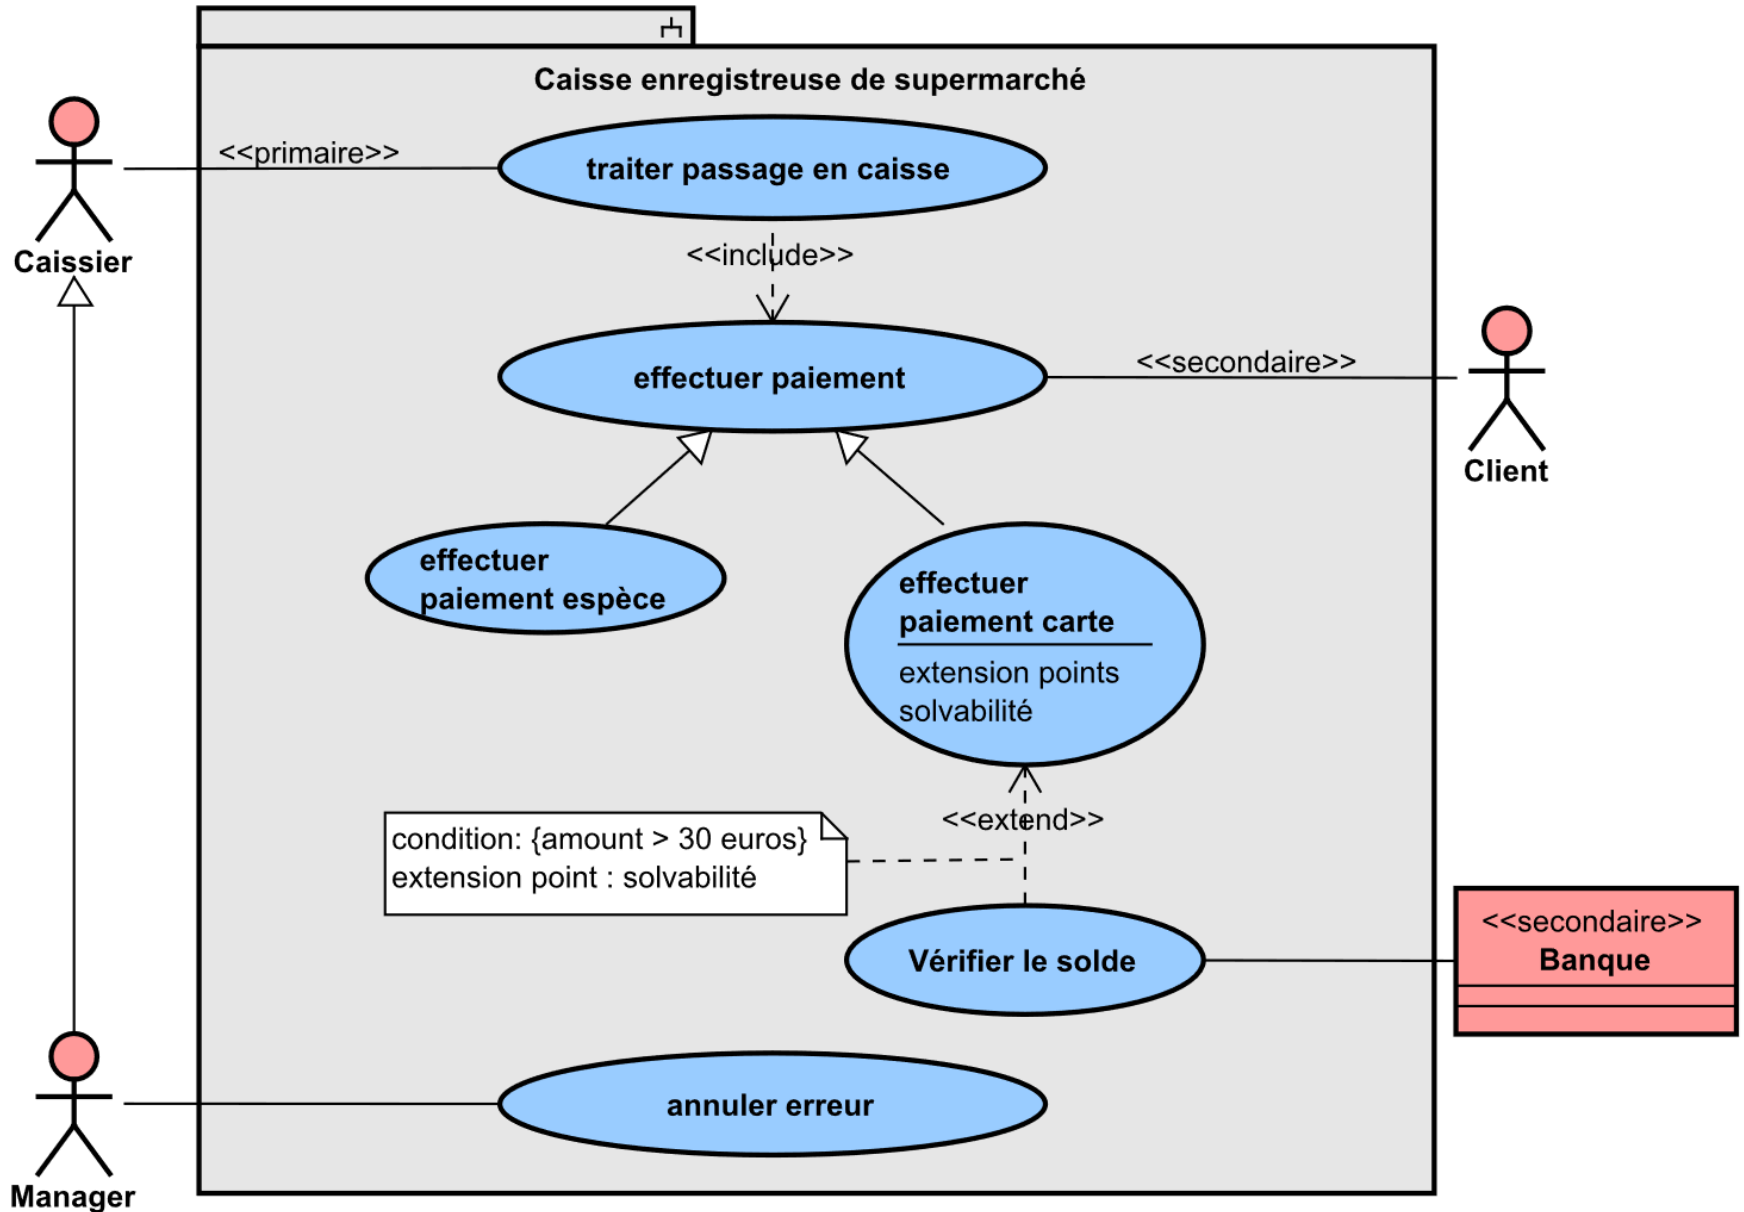 Caisse enregistreuse de supermarché
<<primaire>>
traiter passage en caisse
Caissier
<<include>>
effectuer paiement
<<secondaire>>
Client
effectuer
paiement espèce
effectuer
paiement carte
extension points
solvabilité
<<extend>>
condition: {amount > 30 euros}
extension point : solvabilité
Vérifier le solde
<<secondaire>>
Banque
annuler erreur
Manager